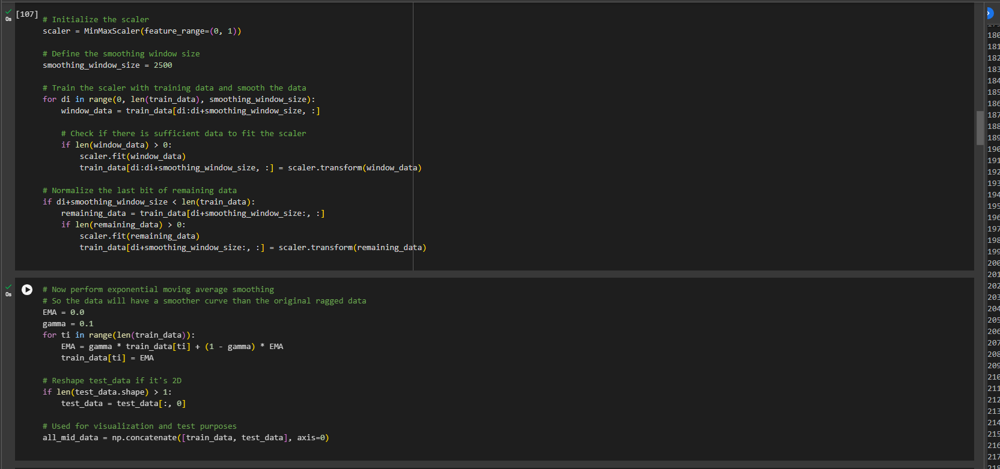 [107]
0s
# Initialize the scaler
scaler = MinMaxScaler(feature_range=(0, 1))
# Define the smoothing window size
smoothing_window_size = 2500
# Train the scaler with training data and smooth the data
for di in range(0, len(train_data), smoothing_window_size):
    window_data = train_data[di:di+smoothing_window_size, :]
    # Check if there is sufficient data to fit the scaler
    if len(window_data) > 0:
        scaler.fit(window_data)
        train_data[di:di+smoothing_window_size, :] = scaler.transform(window_data)
# Normalize the last bit of remaining data
if di+smoothing_window_size < len(train_data):
    remaining_data = train_data[di+smoothing_window_size:, :]
    if len(remaining_data) > 0:
        scaler.fit(remaining_data)
        train_data[di+smoothing_window_size:, :] = scaler.transform(remaining_data)
0s
# Now perform exponential moving average smoothing
# So the data will have a smoother curve than the original ragged data
EMA = 0.0
gamma = 0.1
for ti in range(len(train_data)):
    EMA = gamma * train_data[ti] + (1 - gamma) * EMA
    train_data[ti] = EMA
# Reshape test_data if it's 2D
if len(test_data.shape) > 1:
    test_data = test_data[:, 0]
# Used for visualization and test purposes
all_mid_data = np.concatenate([train_data, test_data], axis=0)
180
181
182
183
184
185
186
187
188
189
190
191
192
193
194
195
196
197
198
199
200
201
202
203
204
205
206
207
208
209
210
211
212
213
214
215
216
217